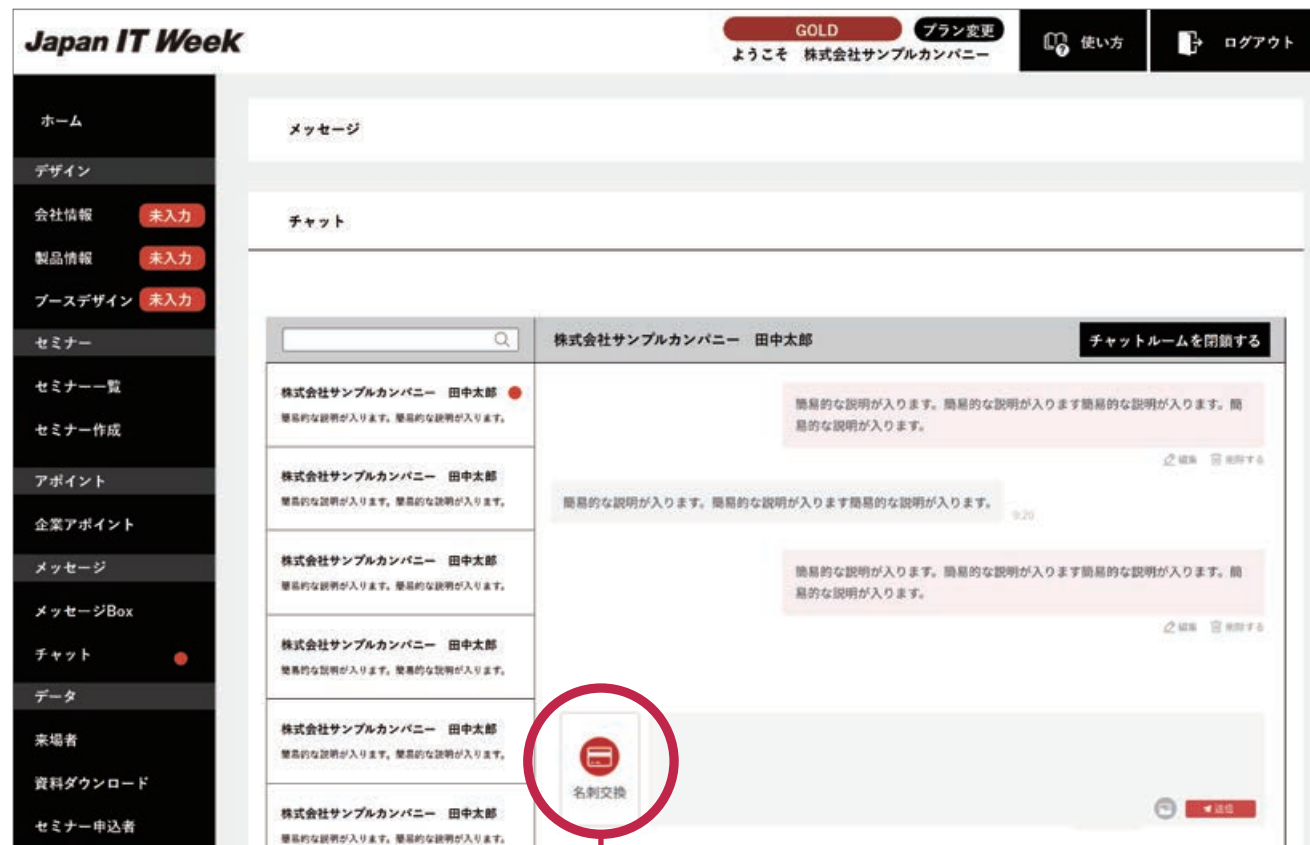 Japan IT Week
GOLD
プラン変更
ようこそ 株式会社サンプルカンパニー
使い方
ログアウト
ホーム
デザイン
会社情報 未入力
製品情報 未入力
ブースデザイン 未入力
セミナー
セミナー一覧
セミナー作成
アポイント
企業アポイント
メッセージ
メッセージBox
チャット
データ
来場者
資料ダウンロード
セミナー申込者
メッセージ
チャット
株式会社サンプルカンパニー 田中太郎
簡易的な説明が入ります。簡易的な説明が入ります。
株式会社サンプルカンパニー 田中太郎
簡易的な説明が入ります。簡易的な説明が入ります。
株式会社サンプルカンパニー 田中太郎
簡易的な説明が入ります。簡易的な説明が入ります。
株式会社サンプルカンパニー 田中太郎
簡易的な説明が入ります。簡易的な説明が入ります。
株式会社サンプルカンパニー 田中太郎
簡易的な説明が入ります。簡易的な説明が入ります。
株式会社サンプルカンパニー 田中太郎
簡易的な説明が入ります。簡易的な説明が入ります。
株式会社サンプルカンパニー 田中太郎
チャットルームを閉鎖する
簡易的な説明が入ります。簡易的な説明が入ります簡易的な説明が入ります。簡
易的な説明が入ります。
編集 削除する
簡易的な説明が入ります。簡易的な説明が入ります簡易的な説明が入ります。
9:20
簡易的な説明が入ります。簡易的な説明が入ります簡易的な説明が入ります。簡
易的な説明が入ります。
編集 削除する
名刺交換
送信